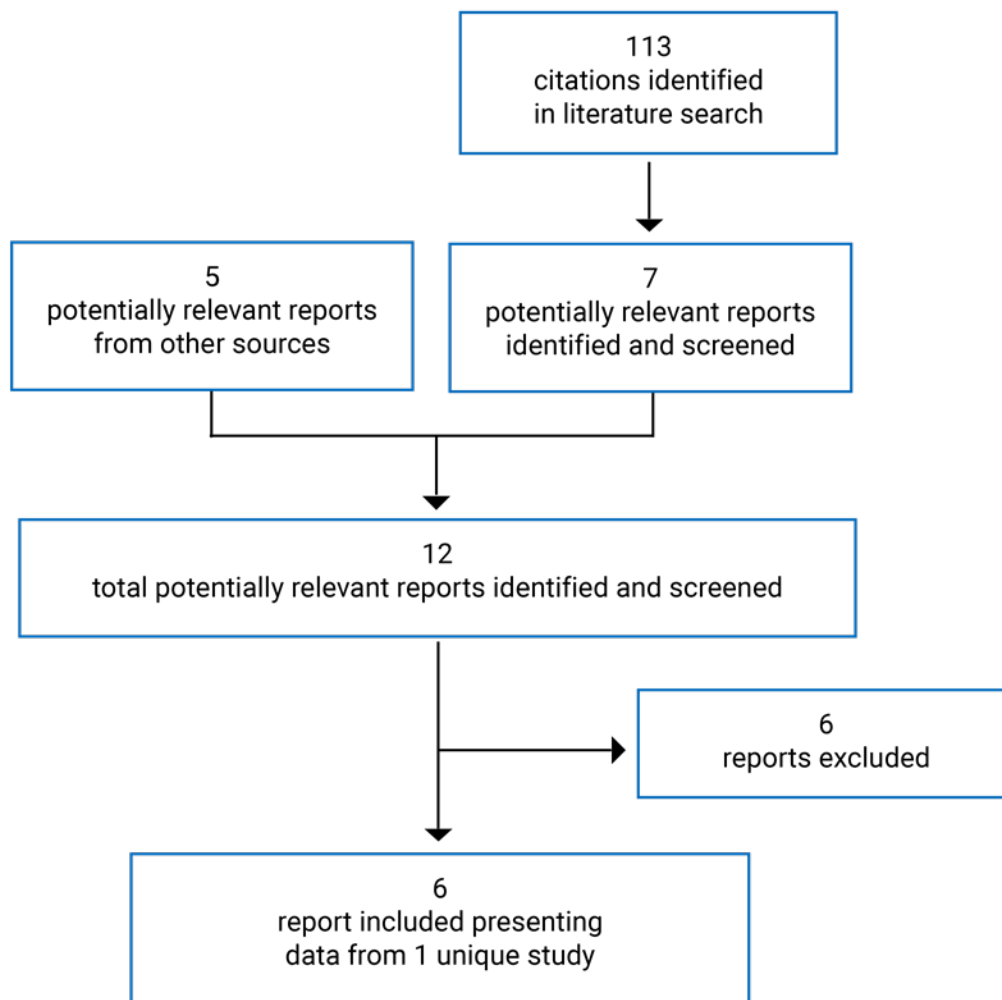 113
citations identified
in literature search
5
potentially relevant reports
from other sources
7
potentially relevant reports
identified and screened
12
total potentially relevant reports identified and screened
6
reports excluded
6
report included presenting
data from 1 unique study